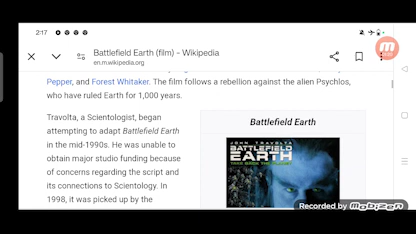 2:17
Battlefield Earth (film) - Wikipedia
en.m.wikipedia.org
Pepper, and Forest Whitaker. The film follows a rebellion against the alien Psychlos,
who have ruled Earth for 1,000 years.
Travolta, a Scientologist, began
attempting to adapt Battlefield Earth
in the mid-1990s. He was unable to
obtain major studio funding because
of concerns regarding the script and
its connections to Scientology. In
1998, it was picked up by the
Battlefield Earth
JOHN TRAVOLTA
BATTLEFIELD
EARTH
Recorded by Mobizen